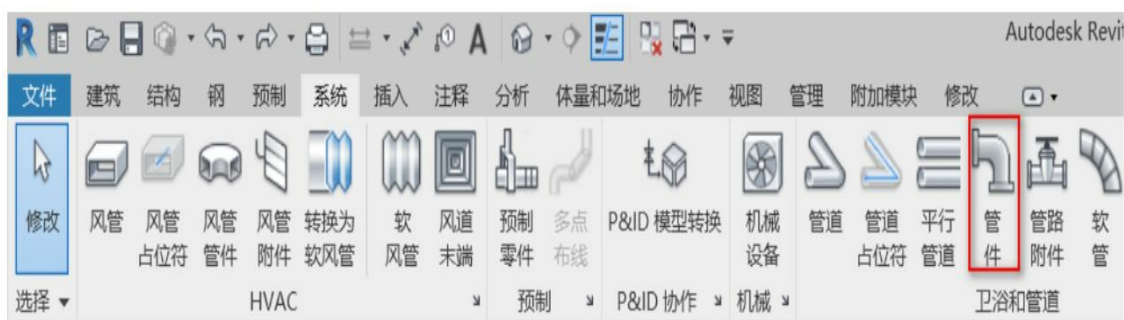 Autodesk Revit
文件 建筑 结构 钢 预制 系统 插入 注释 分析 体量和场地 协作 视图 管理 附加模块 修改
修改 风管 风管 风管 风管 转换为 软 风道 预制 多点 P&ID 模型转换 机械 管道 管道 平行 管 管路 软
占位符 管件 附件 软风管 风管 末端 零件 布线 设备 占位符 管道 件 附件 管
选择 HVAC 预制 P&ID 协作 机械 卫浴和管道